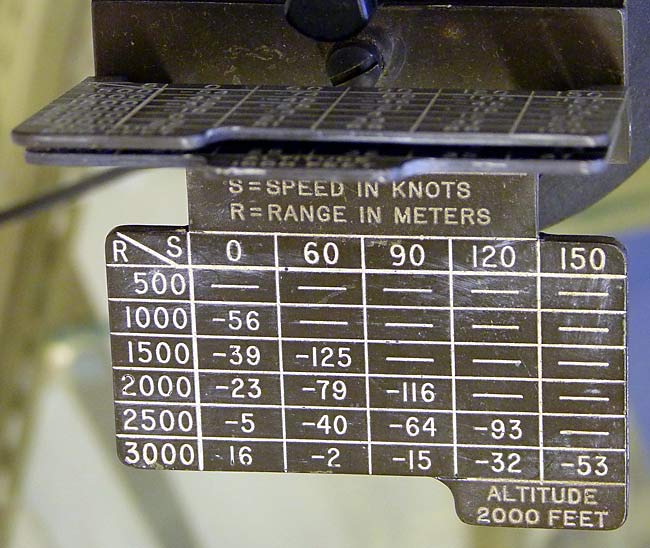 S = SPEED IN KNOTS
R = RANGE IN METERS
R S 0 60 90 120 150
500 — — — — —
1000 -56 — — — —
1500 -39 -125 — — —
2000 -23 -79 -116 — —
2500 -5 -40 -64 -93 —
3000 16 -2 -15 -32 -53
ALTITUDE
2000 FEET